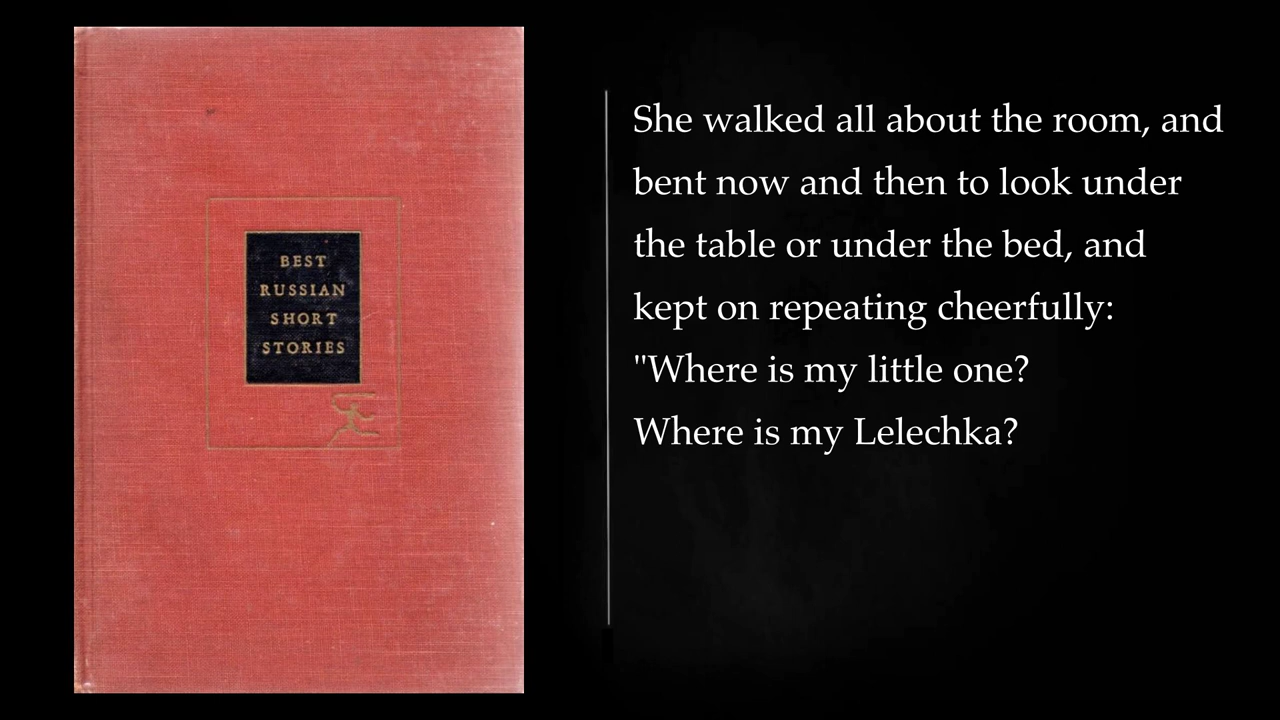 BEST
RUSSIAN
SHORT
STORIES
She walked all about the room, and
bent now and then to look under
the table or under the bed, and
kept on repeating cheerfully:
"Where is my little one?
Where is my Lelechka?